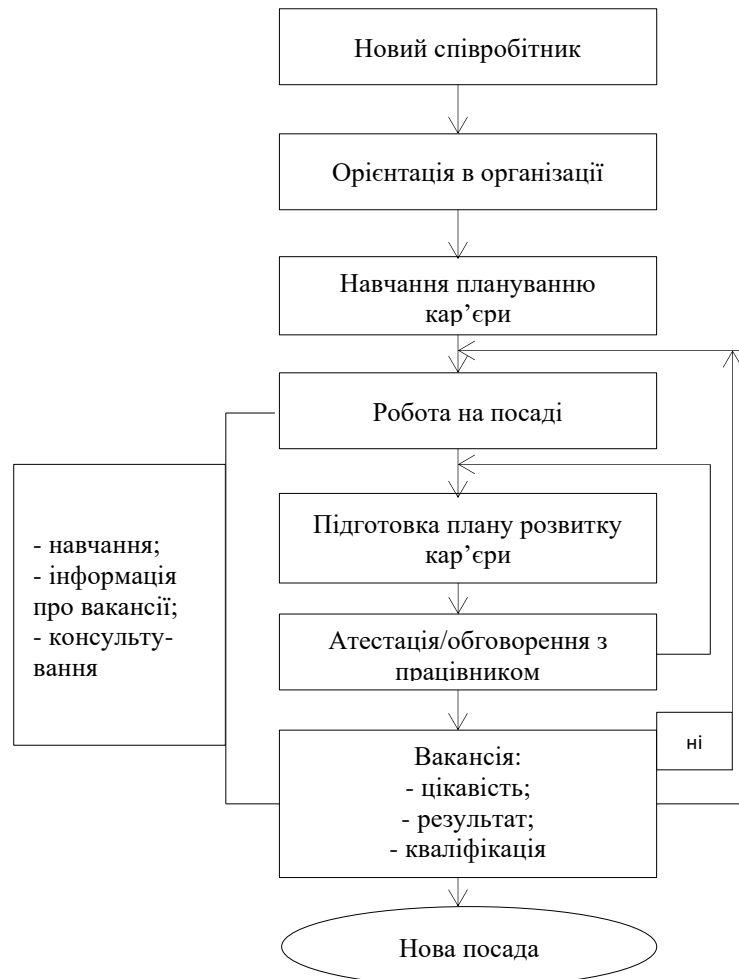 Новий співробітник
Орієнтація в організації
Навчання плануванню
кар’єри
Робота на посаді
- навчання;
- інформація
про вакансії;
- консульту-
вання
Підготовка плану розвитку
кар’єри
Атестація/обговорення з
працівником
ні
Вакансія:
- цікавість;
- результат;
- кваліфікація
Нова посада